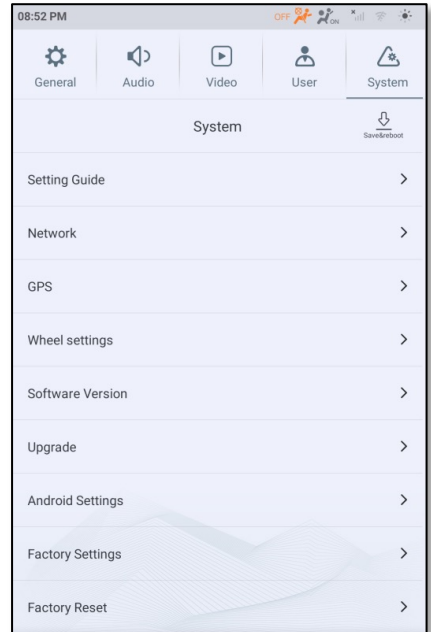 08:52 PM OFF ON
General Audio Video User System
System
Save&reboot
Setting Guide
Network
GPS
Wheel settings
Software Version
Upgrade
Android Settings
Factory Settings
Factory Reset